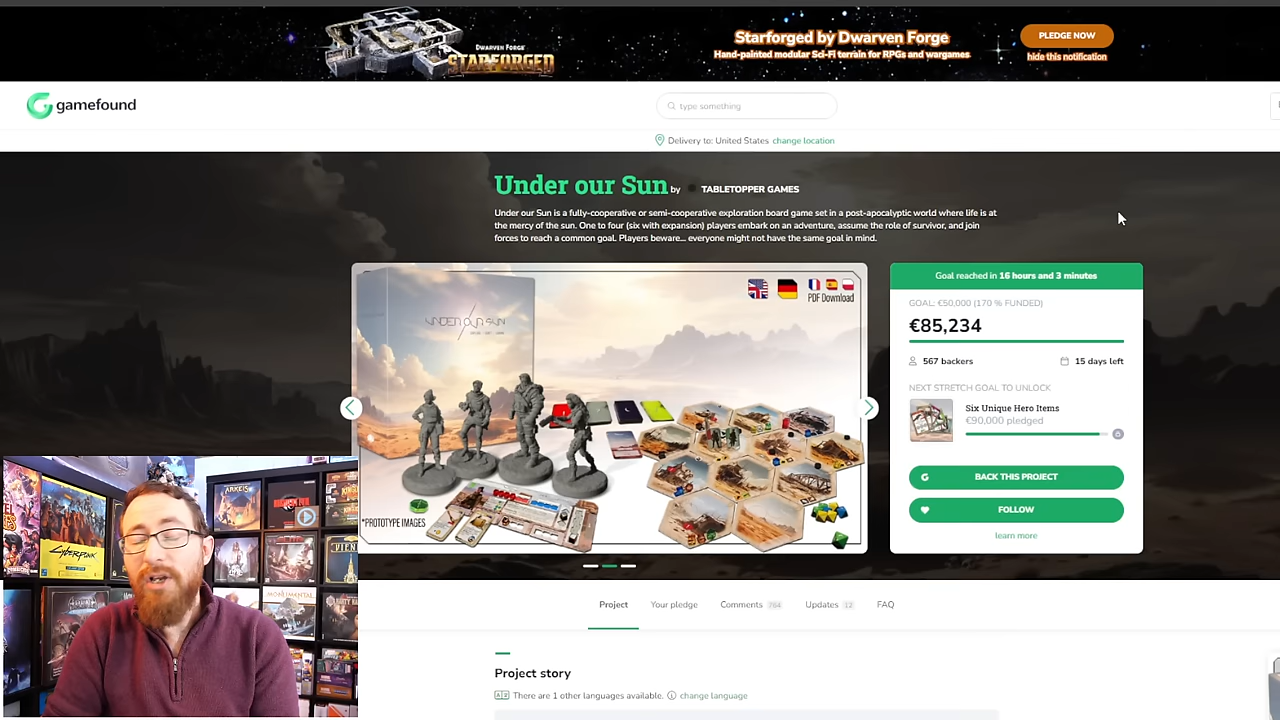 DWARVEN FORGE
STARFORGED
Starforged by Dwarven Forge
Hand-painted modular Sci-Fi terrain for RPGs and wargames
PLEDGE NOW
hide this notification
gamefound
type something
Delivery to: United States change location
Under our Sun by TABLETOPPER GAMES
Under our Sun is a fully-cooperative or semi-cooperative exploration board game set in a post-apocalyptic world where life is at
the mercy of the sun. One to four (six with expansion) players embark on an adventure, assume the role of survivor, and join
forces to reach a common goal. Players beware... everyone might not have the same goal in mind.
UNDER OUR SUN
PDF Download
*PROTOTYPE IMAGES
Goal reached in 16 hours and 3 minutes
GOAL: €50,000 (170 % FUNDED)
€85,234
567 backers
15 days left
NEXT STRETCH GOAL TO UNLOCK
Six Unique Hero Items
€90,000 pledged
BACK THIS PROJECT
FOLLOW
learn more
ARKEIS
CYBERPUNK
MONUMENTAL
Project
Your pledge
Comments 764
Updates 12
FAQ
Project story
There are 1 other languages available. change language